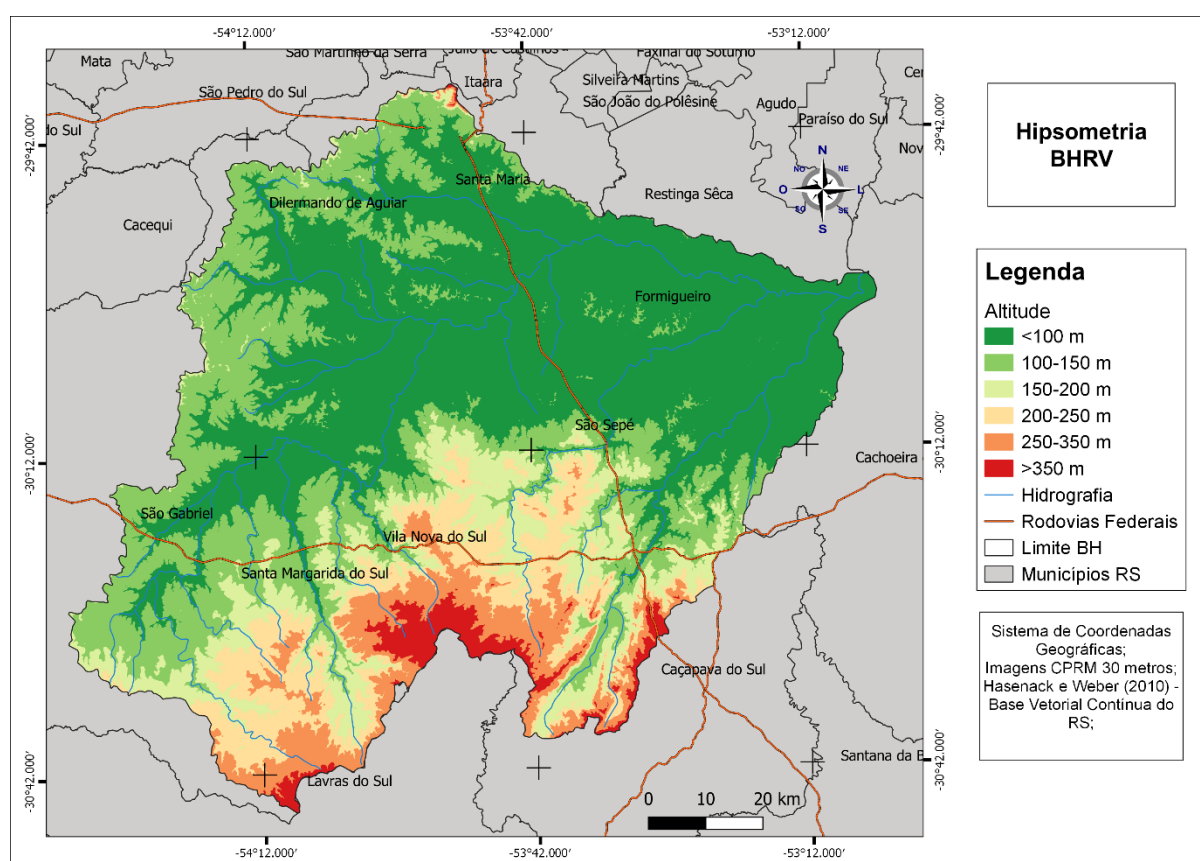 -54°12.000′
-53°42.000′
-53°12.000′
São Martinho da Serra
Júlio de Castilhos
Faxinal do Soturno
Mata
Itaara
Silveira Martins
Cer
São Pedro do Sul
São João do Polêsine
Agudo
Paraíso do Sul
do Sul
-29°42.000′
-29°42.000′
Nov
N
NO
NE
O
L
SO
SE
S
Santa Maria
Restinga Sêca
Dilermando de Aguiar
Cacequi
Formigueiro
São Sepé
-30°12.000′
-30°12.000′
Cachoeira
São Gabriel
Vila Nova do Sul
Santa Margarida do Sul
Caçapava do Sul
Santana da B
Lavras do Sul
-30°42.000′
-30°42.000′
0 10 20 km
-54°12.000′
-53°42.000′
-53°12.000′
Hipsometria
BHRV
Legenda
Altitude
<100 m
100-150 m
150-200 m
200-250 m
250-350 m
>350 m
Hidrografia
Rodovias Federais
Limite BH
Municípios RS
Sistema de Coordenadas
Geográficas;
Imagens CPRM 30 metros;
Hasenack e Weber (2010) -
Base Vetorial Contínua do
RS;